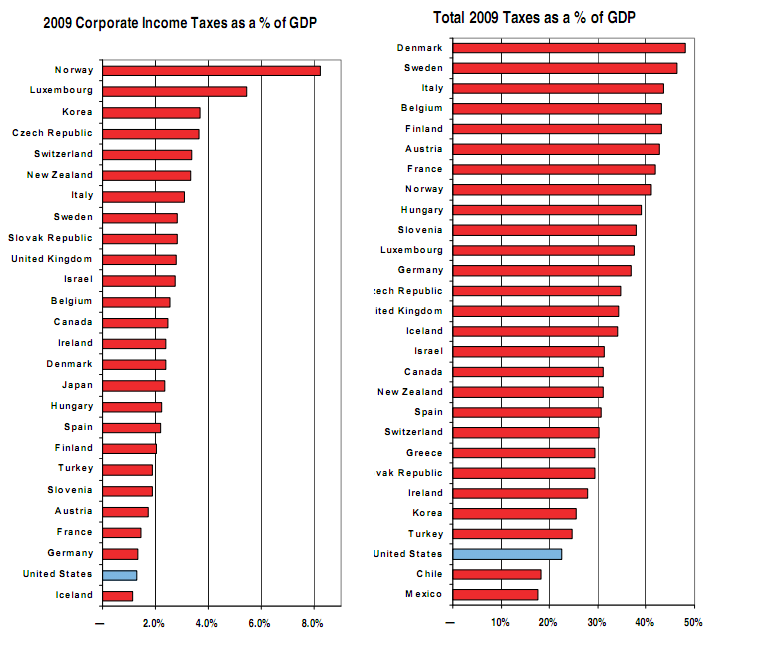 2009 Corporate Income Taxes as a % of GDP
Norway
Luxembourg
Korea
Czech Republic
Switzerland
New Zealand
Italy
Sweden
Slovak Republic
United Kingdom
Israel
Belgium
Canada
Ireland
Denmark
Japan
Hungary
Spain
Finland
Turkey
Slovenia
Austria
France
Germany
United States
Iceland
— 2.0% 4.0% 6.0% 8.0%
Total 2009 Taxes as a % of GDP
Denmark
Sweden
Italy
Belgium
Finland
Austria
France
Norway
Hungary
Slovenia
Luxembourg
Germany
zech Republic
ited Kingdom
Iceland
Israel
Canada
New Zealand
Spain
Switzerland
Greece
vak Republic
Ireland
Korea
Turkey
United States
Chile
Mexico
— 10% 20% 30% 40% 50%